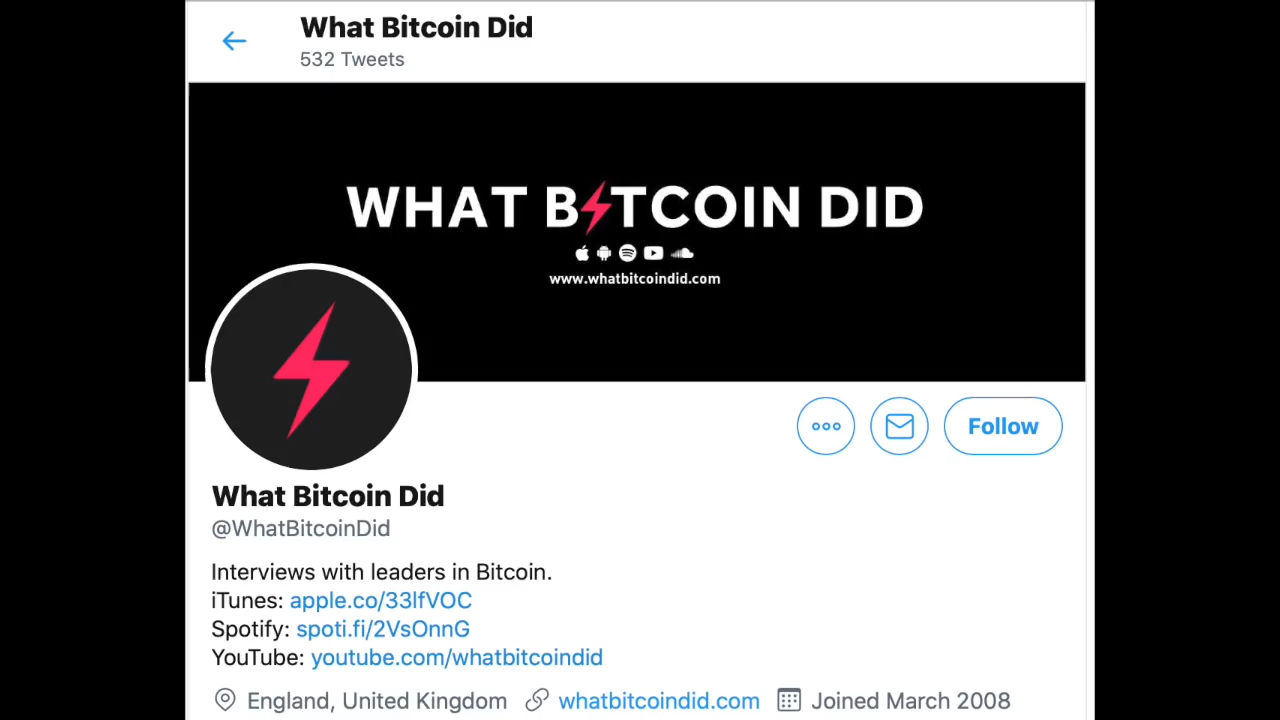 What Bitcoin Did
532 Tweets
WHAT BITCOIN DID
www.whatbitcoindid.com
Follow
What Bitcoin Did
@WhatBitcoinDid
Interviews with leaders in Bitcoin.
iTunes: apple.co/33lfVOC
Spotify: spoti.fi/2VsOnnG
YouTube: youtube.com/whatbitcoindid
England, United Kingdom whatbitcoindid.com Joined March 2008